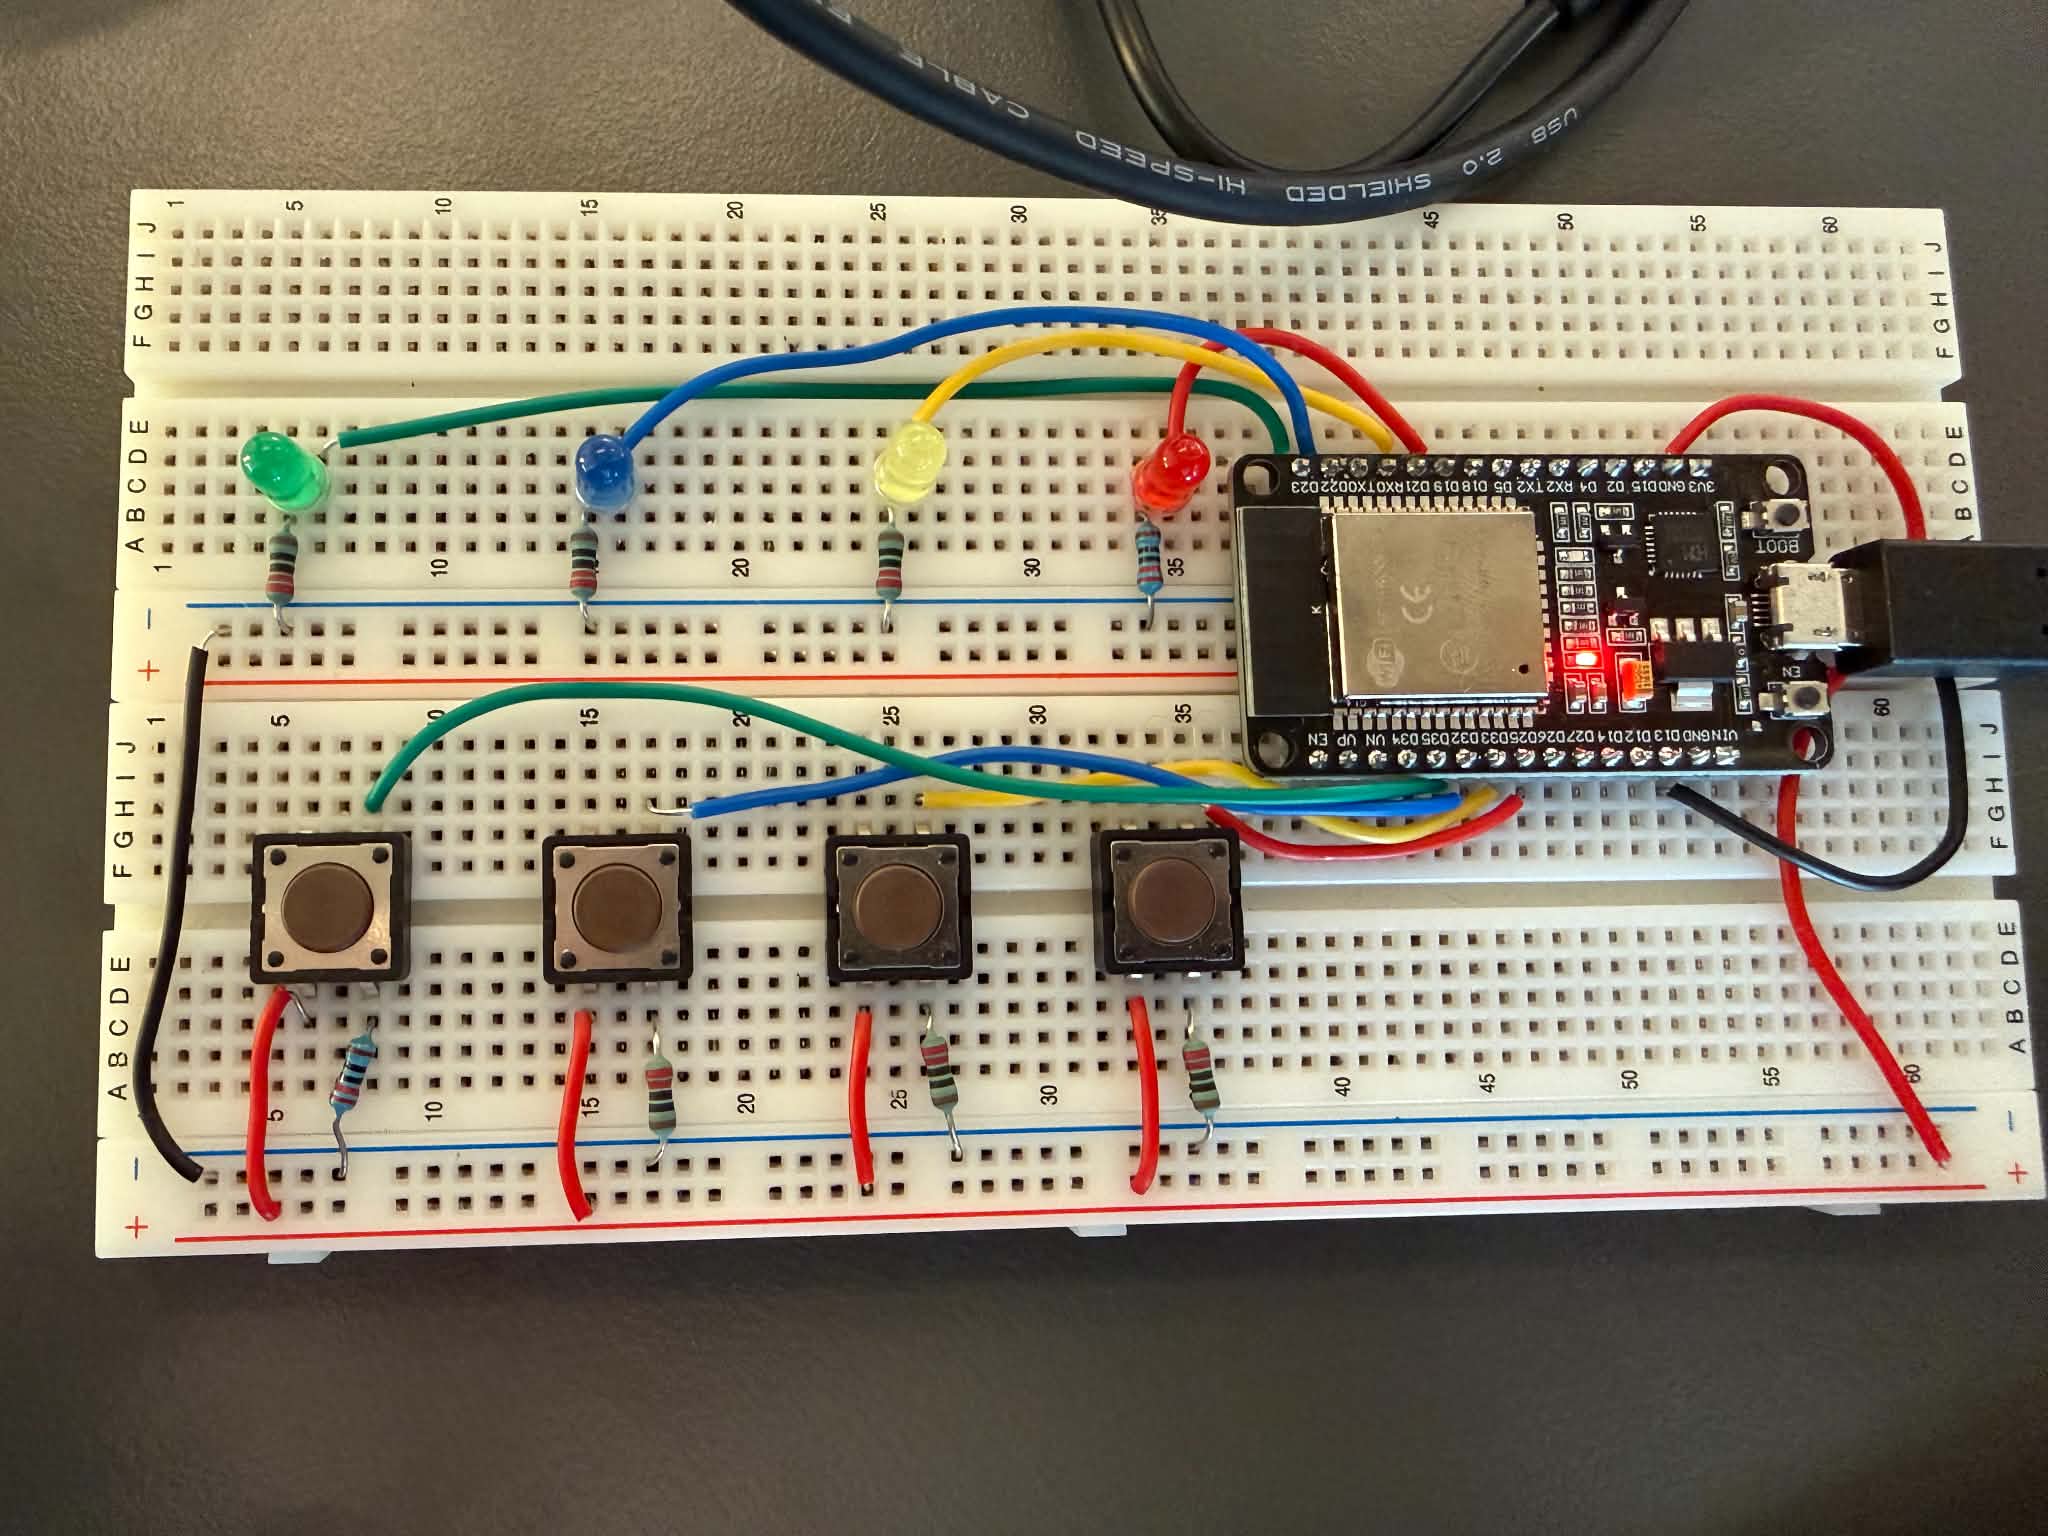 CABLE HI-SPEED SHIELDED USB 2.0
1 5 10 15 20 25 30 35 45 50 55 60
J I H G F
J I H G F
E D C B A
E D C B A
1 10 20 30 35
D23 D22 TX0 RX0 D21 D19 D18 D5 TX2 RX2 D4 D2 D15 GND 3V3
BOOT
WiFi
CE
EN
EN VP VN D34 D35 D32 D33 D25 D26 D27 D14 D12 D13 GND VIN
- +
1 5 10 15 20 25 30 35 60
J I H G F
J I H G F
E D C B A
E D C B A
5 10 15 20 25 30 40 45 50 55 60
- +
- +